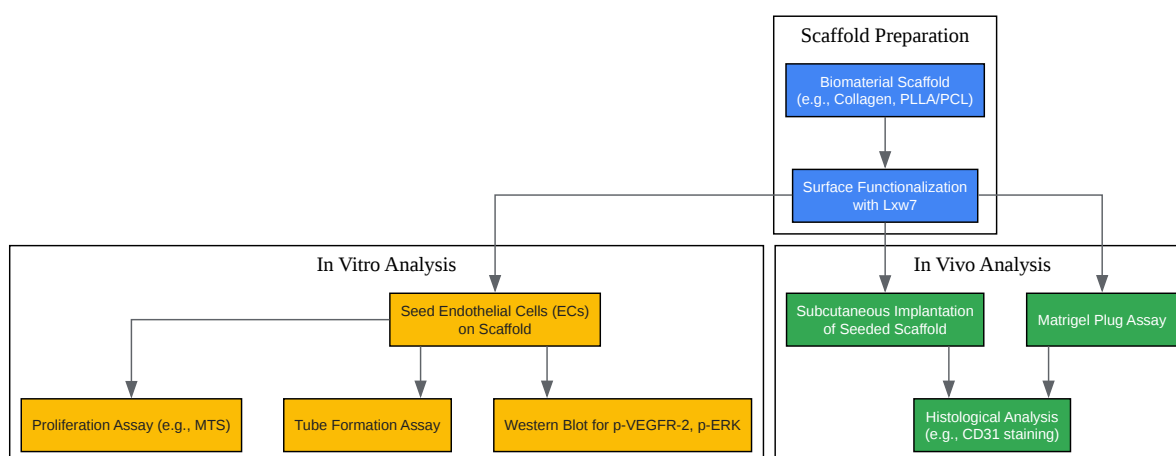 Scaffold Preparation
Biomaterial Scaffold
(e.g., Collagen, PLLA/PCL)
Surface Functionalization
with Lxw7
In Vitro Analysis
Seed Endothelial Cells (ECs)
on Scaffold
Proliferation Assay (e.g., MTS)
Tube Formation Assay
Western Blot for p-VEGFR-2, p-ERK
In Vivo Analysis
Subcutaneous Implantation
of Seeded Scaffold
Matrigel Plug Assay
Histological Analysis
(e.g., CD31 staining)